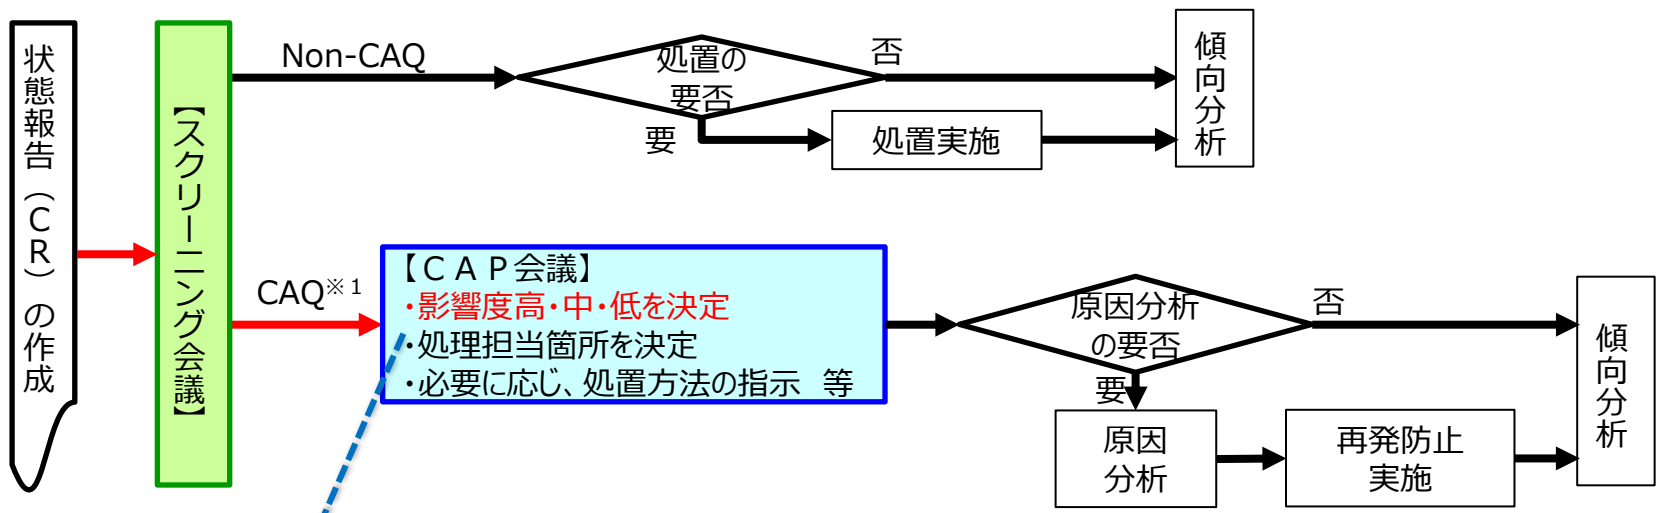 状態報告（ＣＲ）の作成
【スクリーニング会議】
Non-CAQ
処置の
要否
否
要
処置実施
傾向分析
CAQ※１
【ＣＡＰ会議】
・影響度高・中・低を決定
・処理担当箇所を決定
・必要に応じ、処置方法の指示　等
原因分析
の要否
否
要
原因
分析
再発防止
実施
傾向分析